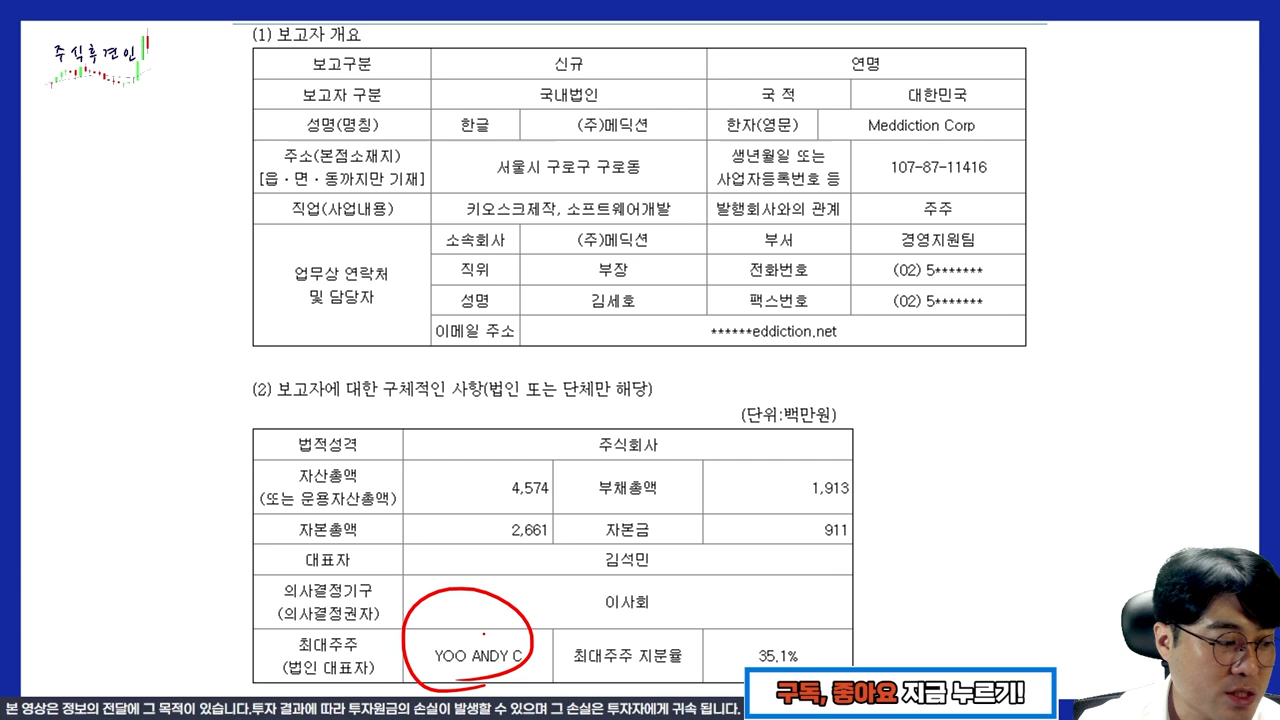 주식후견인
(1) 보고자 개요
보고구분 신규 연명
보고자 구분 국내법인 국 적 대한민국
성명(명칭) 한글 (주)메딕션 한자(영문) Meddiction Corp
주소(본점소재지)
[읍·면·동까지만 기재]
서울시 구로구 구로동
생년월일 또는
사업자등록번호 등
107-87-11416
직업(사업내용) 키오스크제작, 소프트웨어개발 발행회사와의 관계 주주
업무상 연락처
및 담당자
소속회사 (주)메딕션 부서 경영지원팀
직위 부장 전화번호 (02) 5*******
성명 김세호 팩스번호 (02) 5*******
이메일 주소 ******eddiction.net
(2) 보고자에 대한 구체적인 사항(법인 또는 단체만 해당)
(단위:백만원)
법적성격 주식회사
자산총액
(또는 운용자산총액)
4,574 부채총액 1,913
자본총액 2,661 자본금 911
대표자 김석민
의사결정기구
(의사결정권자)
이사회
최대주주
(법인 대표자)
YOO ANDY C 최대주주 지분율 35.1%
구독, 좋아요 지금 누르기!
본 영상은 정보의 전달에 그 목적이 있습니다.투자 결과에 따라 투자원금의 손실이 발생할 수 있으며 그 손실은 투자자에게 귀속 됩니다.